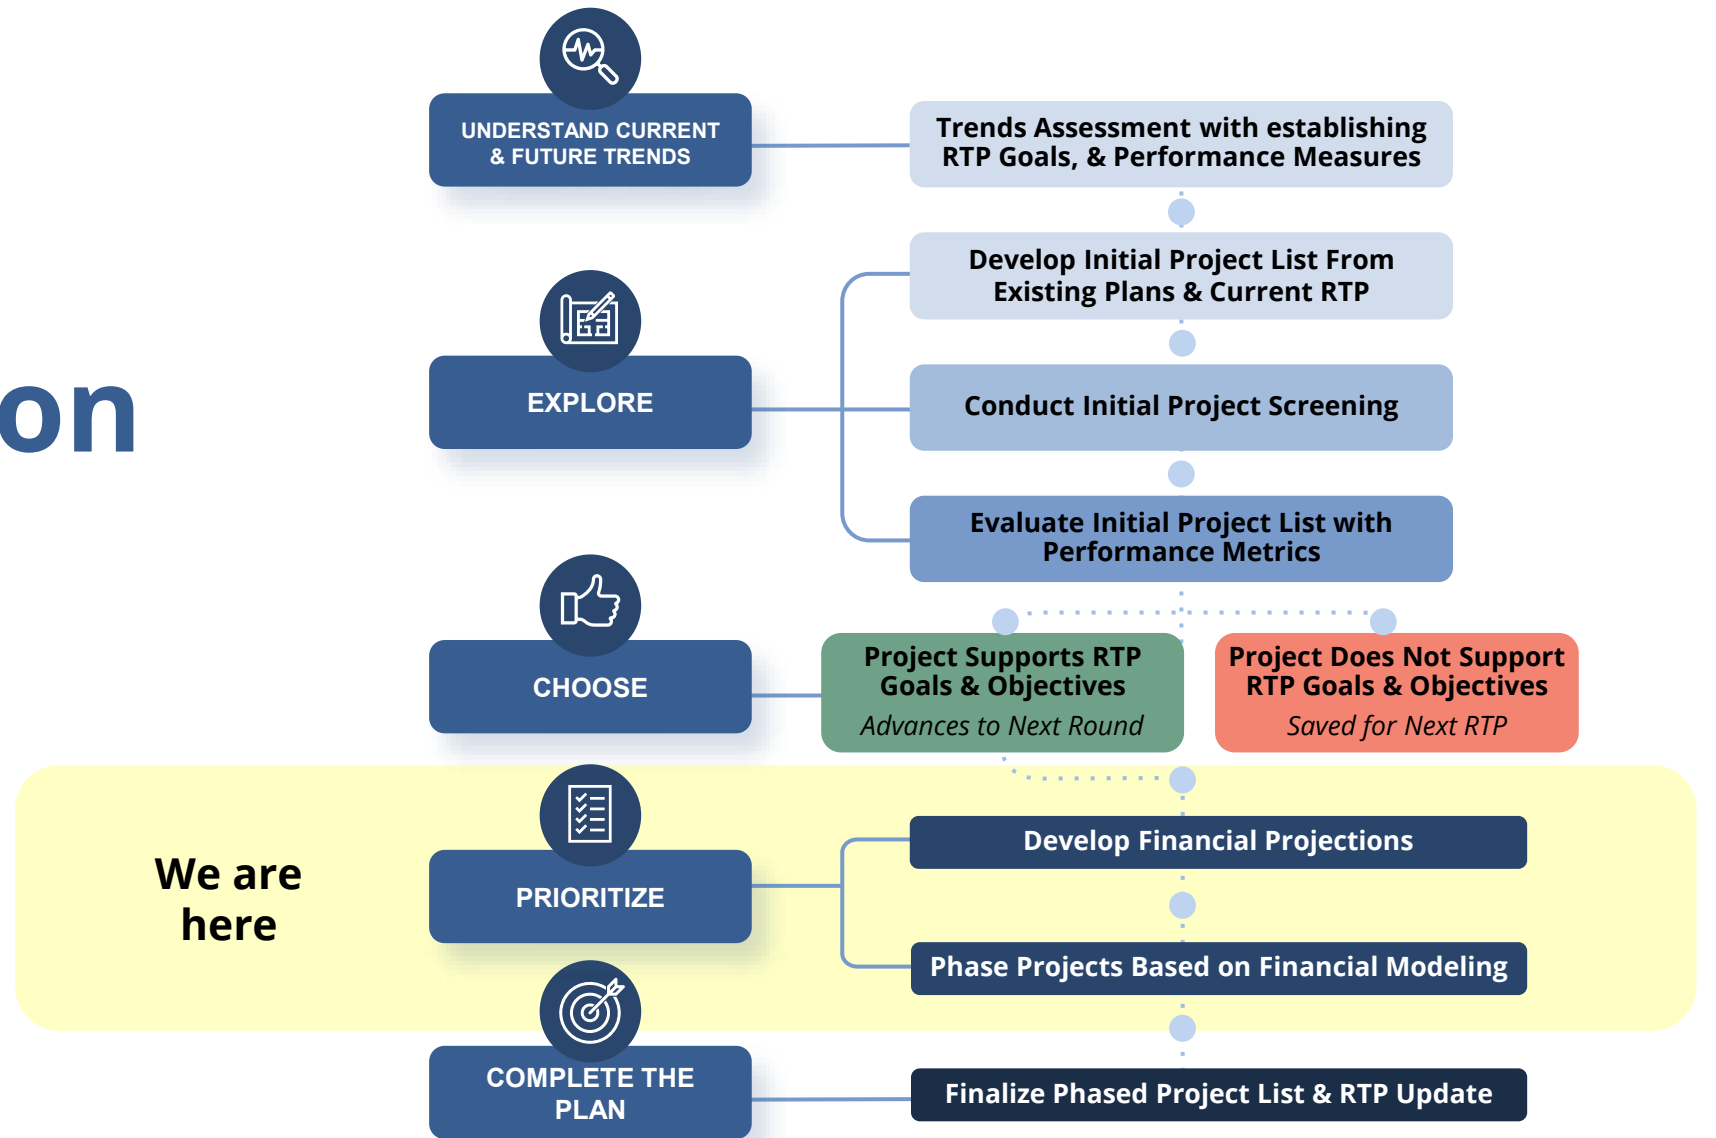 UNDERSTAND CURRENT
& FUTURE TRENDS
Trends Assessment with establishing
RTP Goals, & Performance Measures
Develop Initial Project List From
Existing Plans & Current RTP
on
EXPLORE
Conduct Initial Project Screening
Evaluate Initial Project List with
Performance Metrics
CHOOSE
Project Supports RTP
Goals & Objectives
Advances to Next Round
Project Does Not Support
RTP Goals & Objectives
Saved for Next RTP
We are
here
PRIORITIZE
Develop Financial Projections
Phase Projects Based on Financial Modeling
COMPLETE THE
PLAN
Finalize Phased Project List & RTP Update